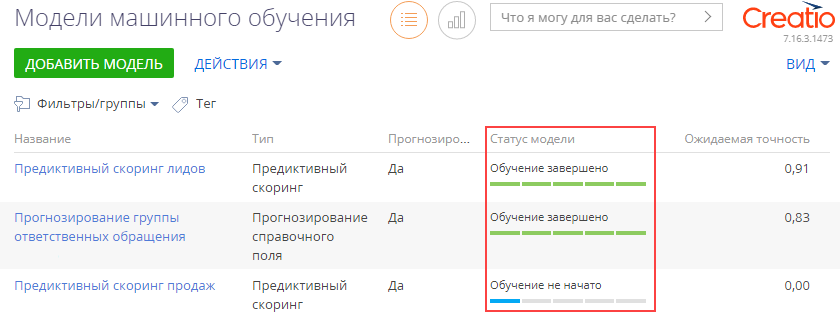 Модели машинного обучения
Что я могу для вас сделать?
Creatio
7.16.3.1473
ДОБАВИТЬ МОДЕЛЬ
ДЕЙСТВИЯ
ВИД
Фильтры/группы
Тег
Название Тип Прогнозиро... Статус модели Ожидаемая точность
Предиктивный скоринг лидов Предиктивный Да Обучение завершено 0,91
скоринг
Прогнозирование группы Прогнозирование Да Обучение завершено 0,83
ответственных обращения справочного
поля
Предиктивный скоринг продаж Предиктивный Да Обучение не начато 0,00
скоринг